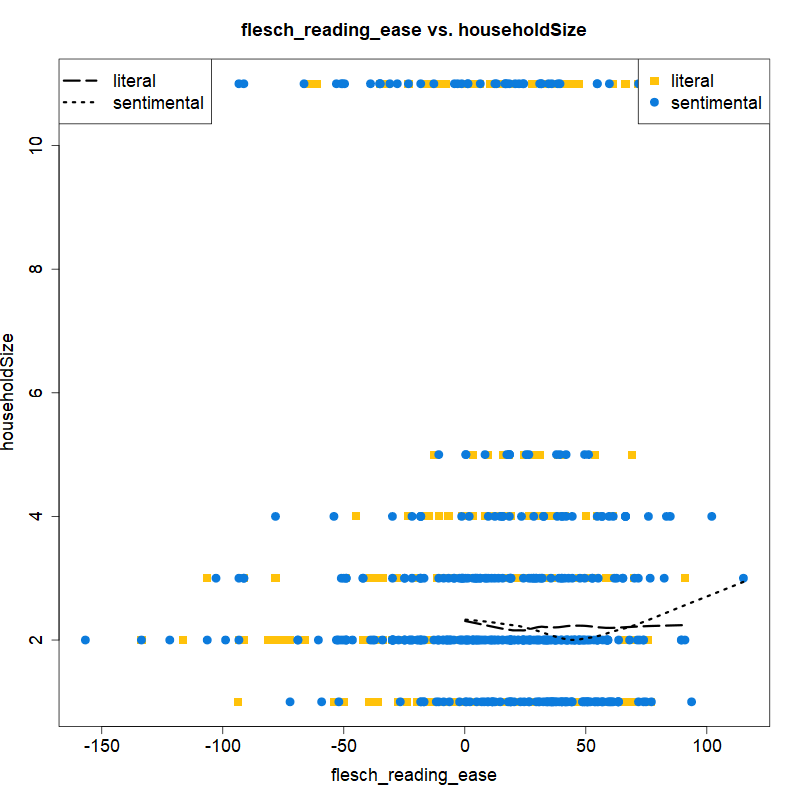 flesch_reading_ease vs. householdSize
literal
sentimental
literal
sentimental
householdSize
10
8
6
4
2
-150 -100 -50 0 50 100
flesch_reading_ease